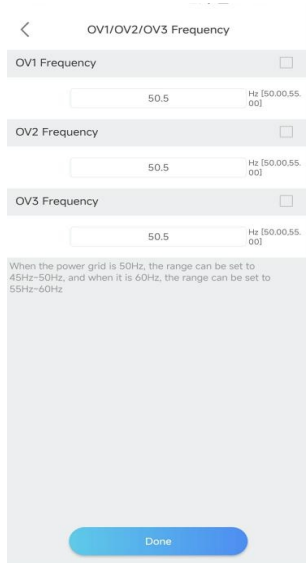 OV1/OV2/OV3 Frequency
OV1 Frequency
50.5
Hz [50.00,55.
00]
OV2 Frequency
50.5
Hz [50.00,55.
00]
OV3 Frequency
50.5
Hz [50.00,55.
00]
When the power grid is 50Hz, the range can be set to
45Hz~50Hz, and when it is 60Hz, the range can be set to
55Hz~60Hz
Done